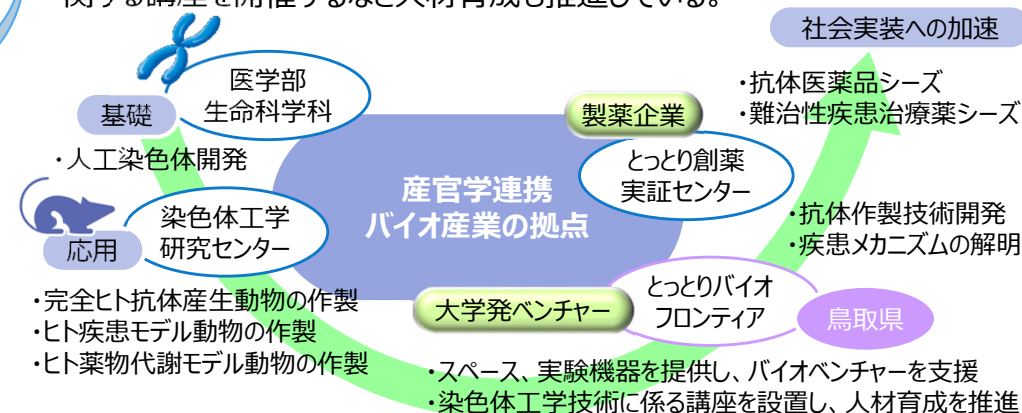 関する講座を開催するなど人材育成も推進している。
社会実装への加速
・抗体医薬品シーズ
・難治性疾患治療薬シーズ
医学部
生命科学科
基礎
・人工染色体開発
製薬企業
とっとり創薬
実証センター
産官学連携
バイオ産業の拠点
染色体工学
研究センター
応用
・完全ヒト抗体産生動物の作製
・ヒト疾患モデル動物の作製
・ヒト薬物代謝モデル動物の作製
・抗体作製技術開発
・疾患メカニズムの解明
大学発ベンチャー
とっとりバイオ
フロンティア
鳥取県
・スペース、実験機器を提供し、バイオベンチャーを支援
・染色体工学技術に係る講座を設置し、人材育成を推進